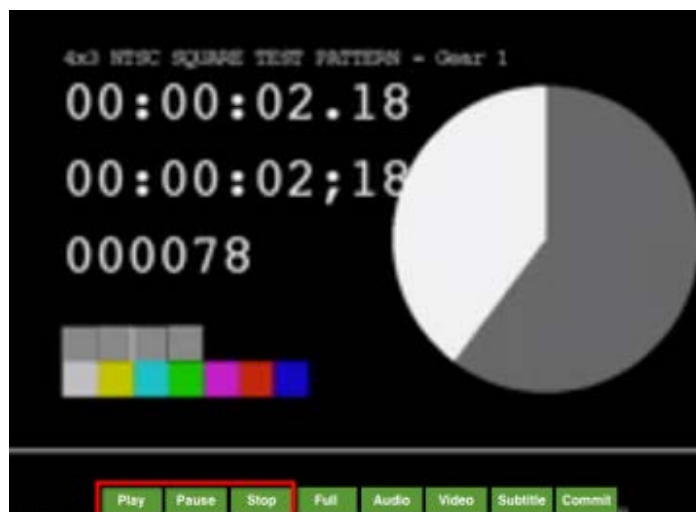 4x3 NTSC SQUARE TEST PATTERN - Gear 1
00:00:02.18
00:00:02;18
000078
Play Pause Stop Full Audio Video Subtitle Commit